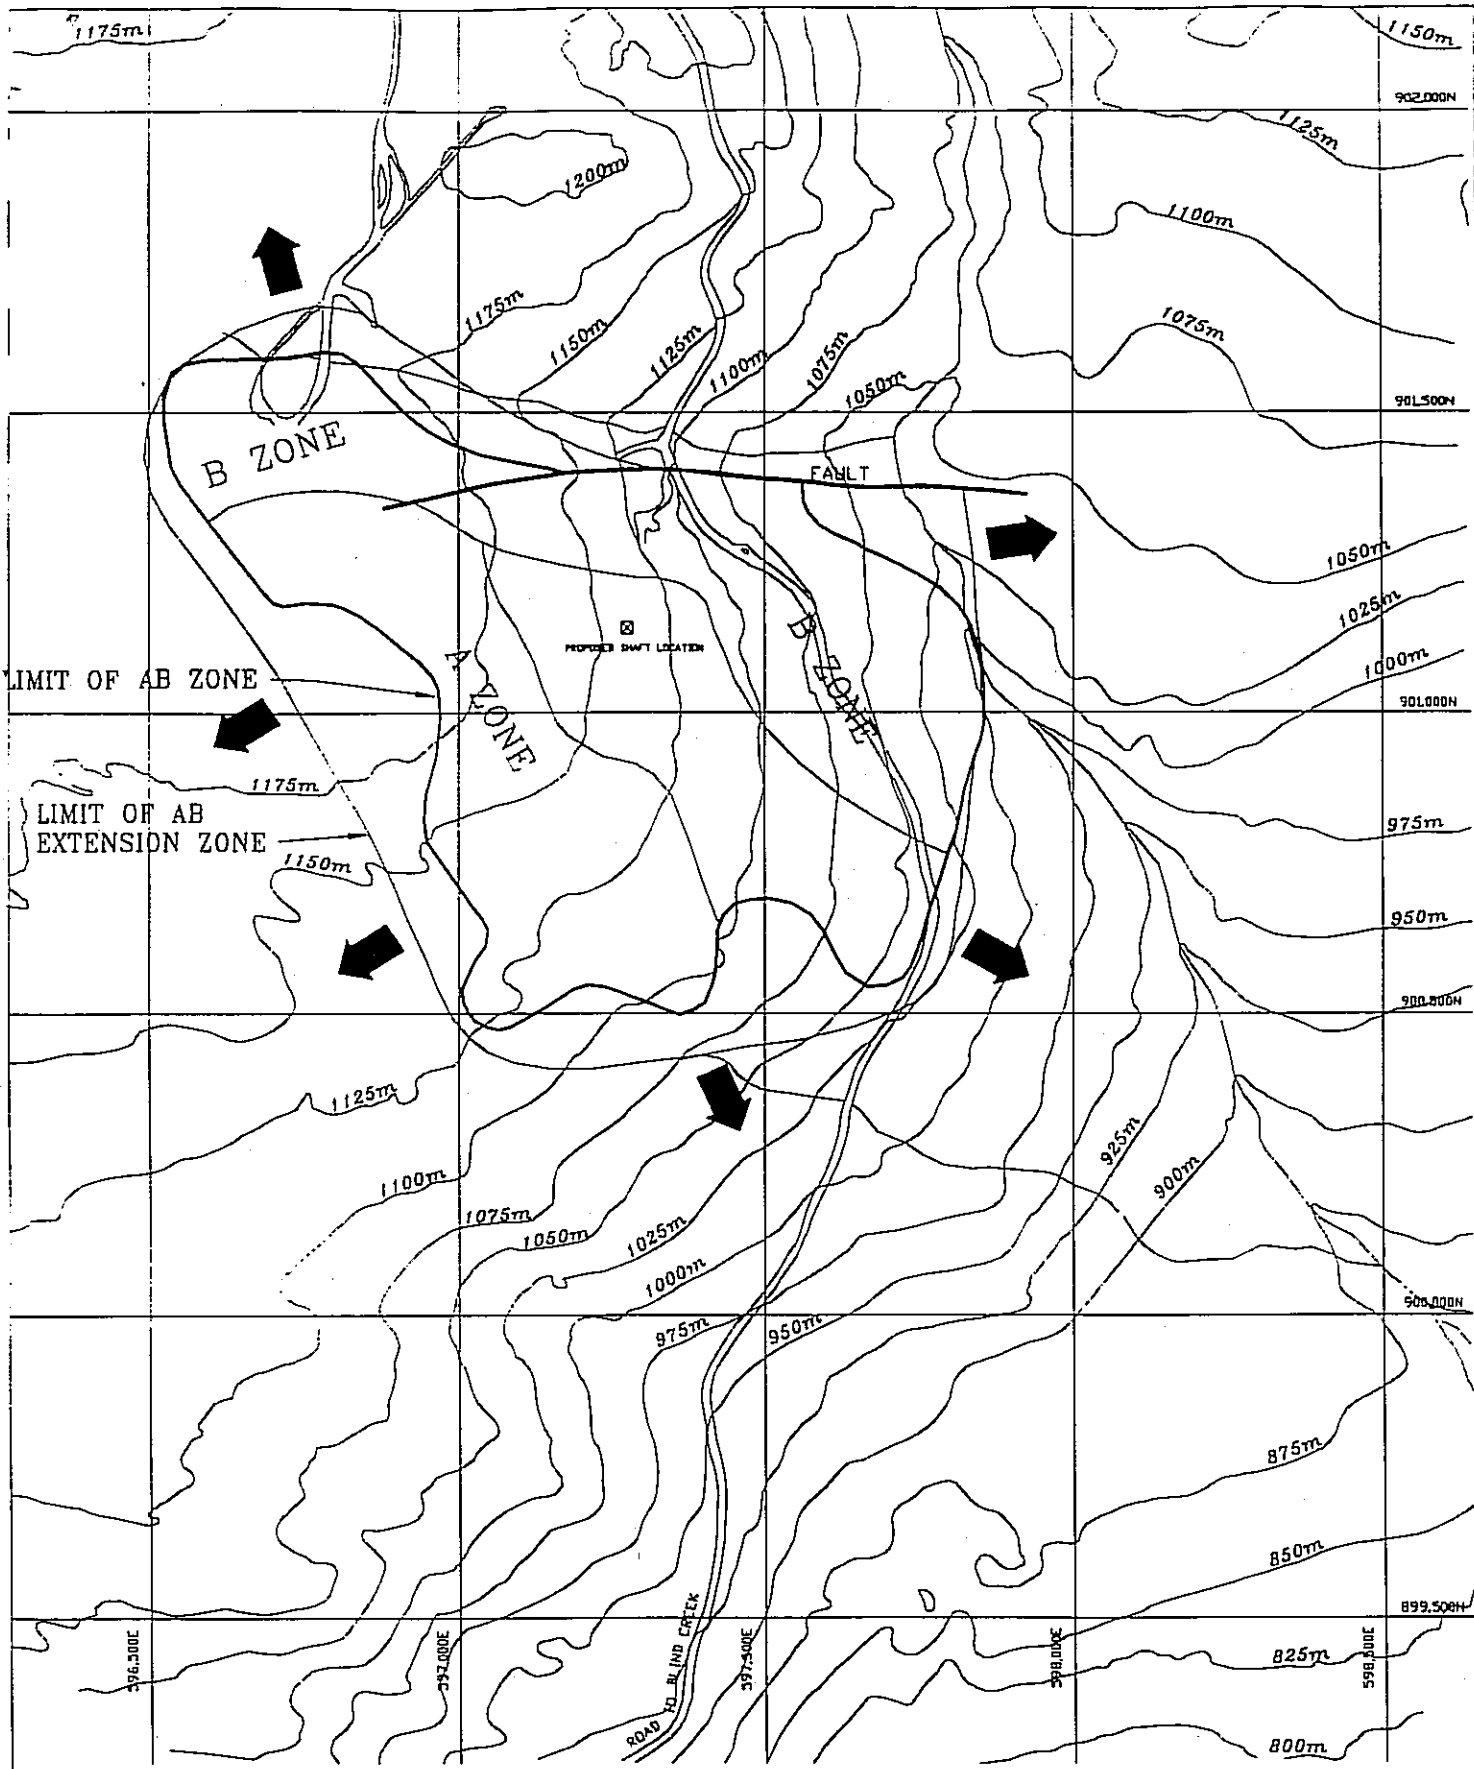 1175m
1150m
902,000N
1125m
1200m
1100m
1175m
1075m
1150m
1125m
1100m
1075m
1050m
901,500N
B ZONE
FAULT
1050m
1025m
PROPOSED SHAFT LOCATION
B ZONE
A ZONE
1000m
LIMIT OF AB ZONE
901,000N
1175m
LIMIT OF AB
EXTENSION ZONE
975m
1150m
950m
900,500N
1125m
925m
1100m
900m
1075m
1050m
1025m
1000m
900,000N
975m
950m
875m
850m
899,500N
596,500E
597,000E
ROAD TO BLIND CREEK
597,500E
598,000E
598,500E
825m
800m